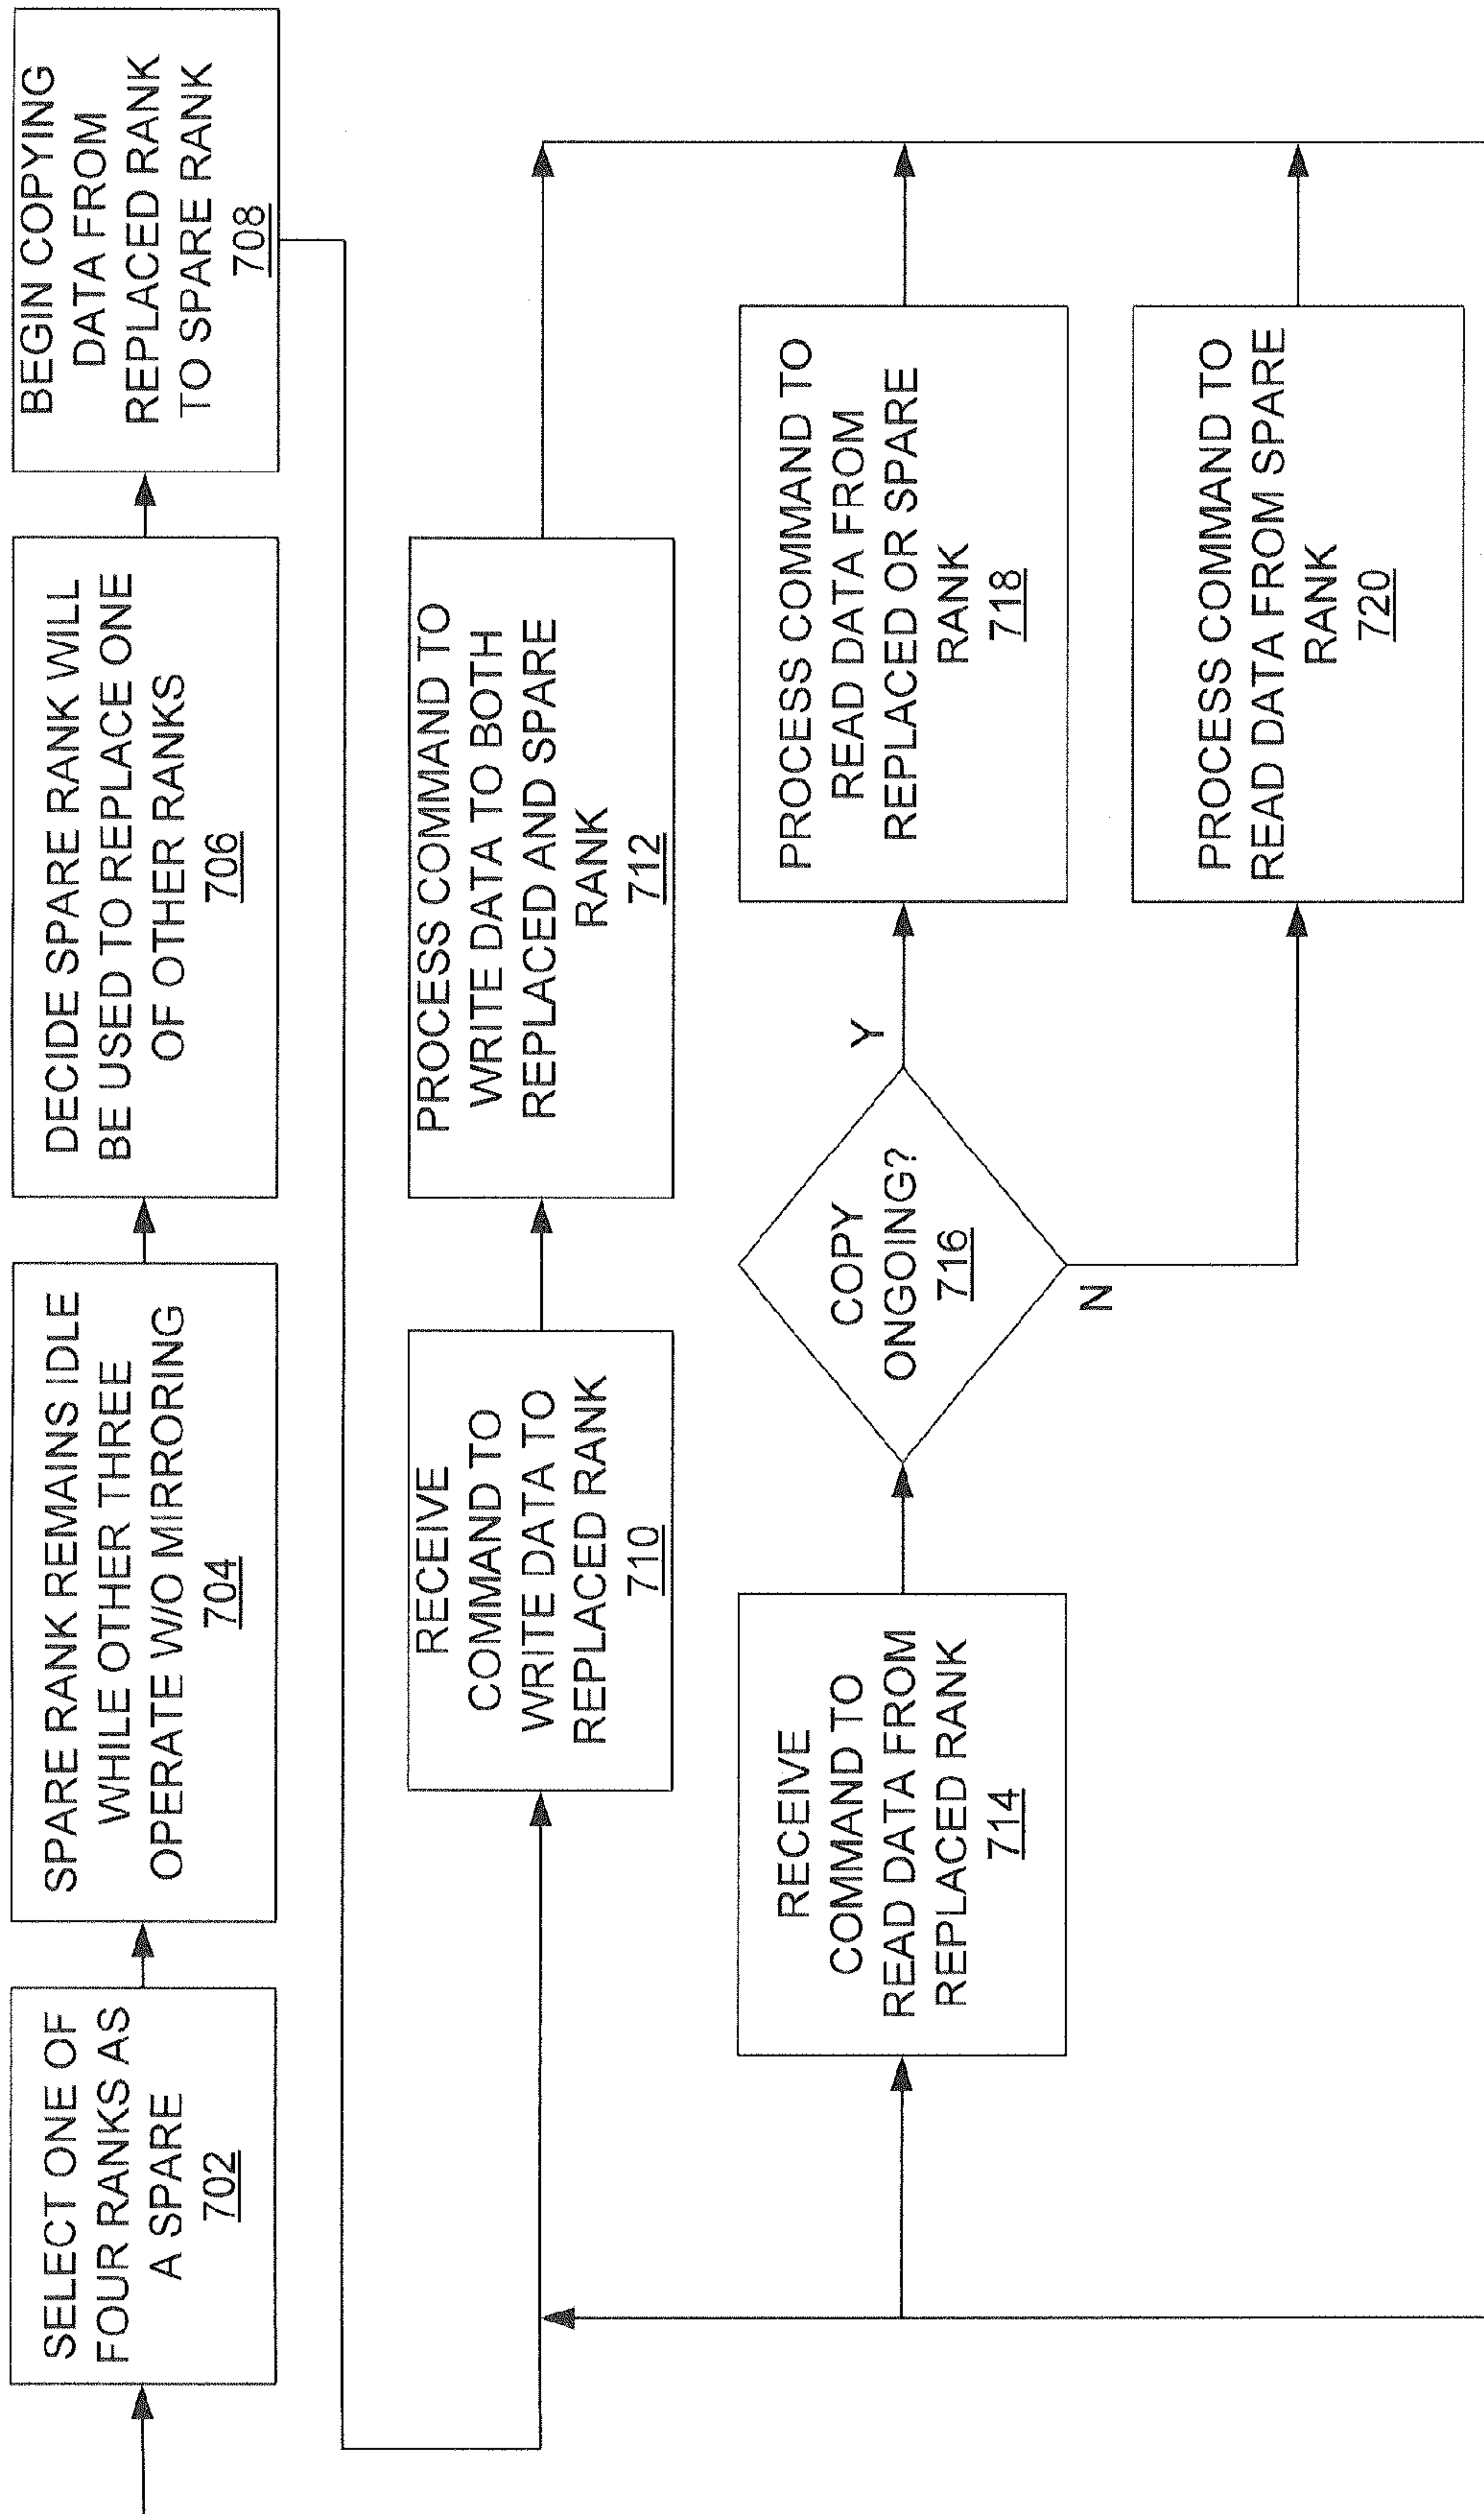 SELECT ONE OF
FOUR RANKS AS
A SPARE
702
SPARE RANK REMAINS IDLE
WHILE OTHER THREE
OPERATE W/O MIRRORING
704
DECIDE SPARE RANK WILL
BE USED TO REPLACE ONE
OF OTHER RANKS
706
BEGIN COPYING
DATA FROM
REPLACED RANK
TO SPARE RANK
708
RECEIVE
COMMAND TO
WRITE DATA TO
REPLACED RANK
710
PROCESS COMMAND TO
WRITE DATA TO BOTH
REPLACED AND SPARE
RANK
712
RECEIVE
COMMAND TO
READ DATA FROM
REPLACED RANK
714
COPY
ONGOING?
716
Y
N
PROCESS COMMAND TO
READ DATA FROM
REPLACED OR SPARE
RANK
718
PROCESS COMMAND TO
READ DATA FROM SPARE
RANK
720